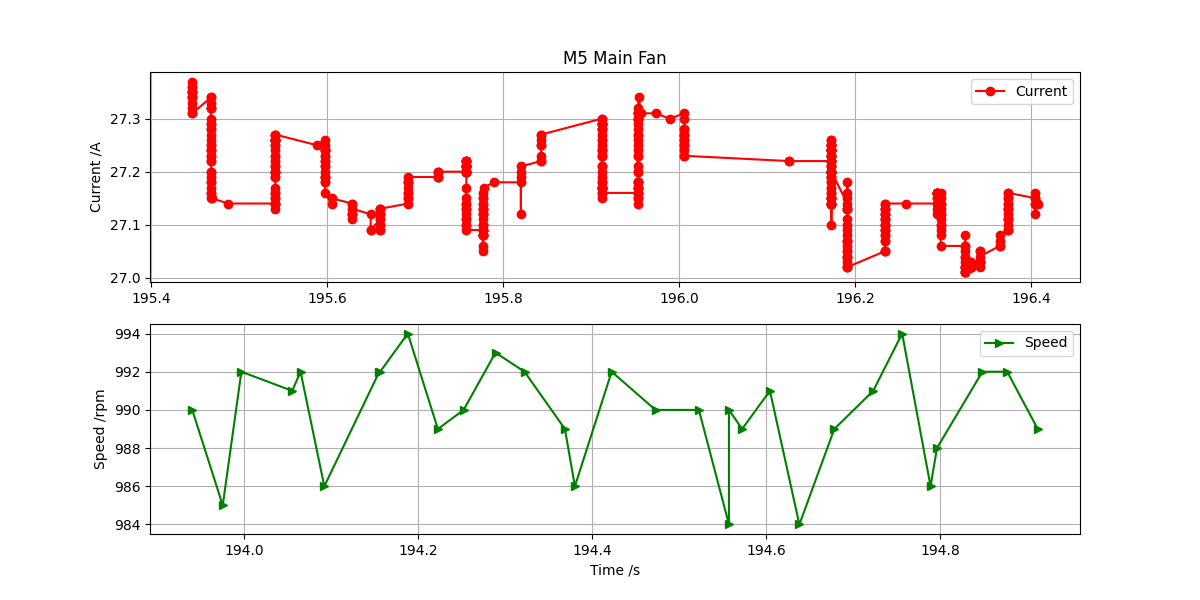 M5 Main Fan
Current /A
27.3
27.2
27.1
27.0
Current
195.4 195.6 195.8 196.0 196.2 196.4
Speed /rpm
994
992
990
988
986
984
Speed
194.0 194.2 194.4 194.6 194.8
Time /s